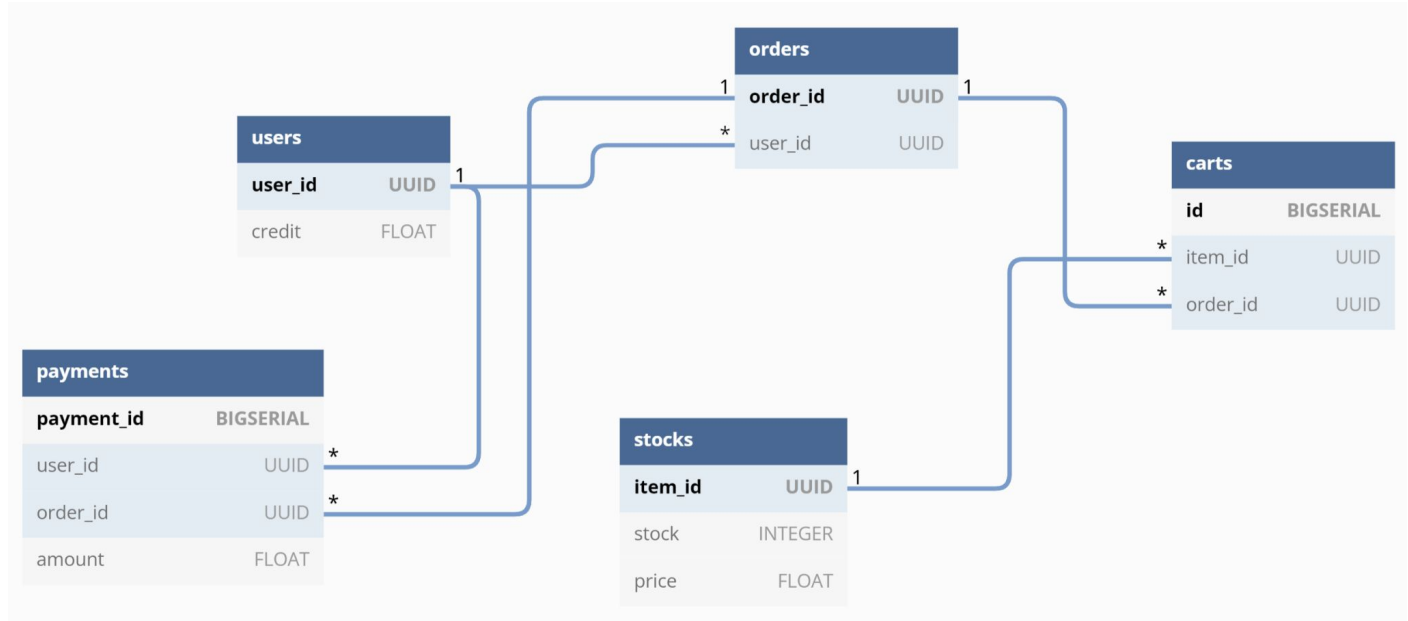 orders
1
order_id UUID
1
*
user_id UUID
users
user_id UUID
1
credit FLOAT
carts
id BIGSERIAL
*
item_id UUID
*
order_id UUID
payments
payment_id BIGSERIAL
user_id UUID
*
order_id UUID
*
amount FLOAT
stocks
item_id UUID
1
stock INTEGER
price FLOAT